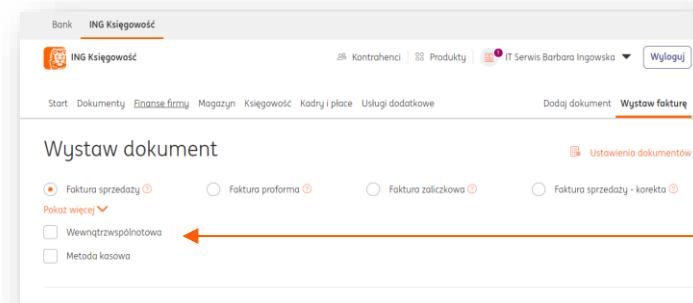 Bank ING Księgowość
ING Księgowość Kontrahenci Produkty IT Serwis Barbara Ingowska Wyloguj
Start Dokumenty Finanse firmy Magazyn Księgowość Kadry i płace Usługi dodatkowe Dodaj dokument Wystaw fakturę
Wystaw dokument Ustawienia dokumentów
Faktura sprzedaży Faktura proforma Faktura zaliczkowa Faktura sprzedaży - korekta
Pokaż więcej
Wewnątrzwspólnotowa
Metoda kasowa